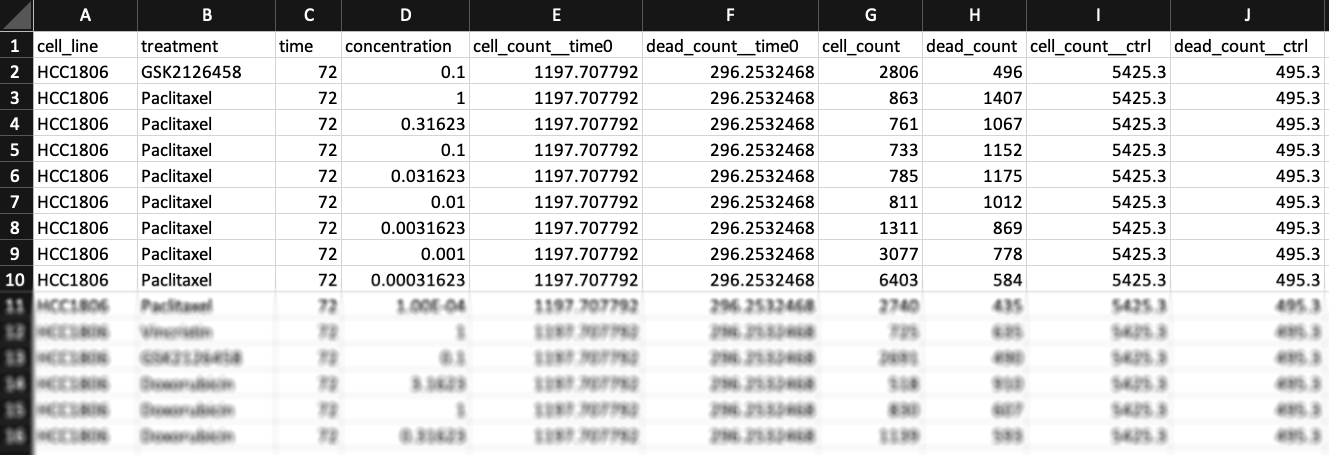 A B C D E F G H I J
1 cell_line treatment time concentration cell_count__time0 dead_count__time0 cell_count dead_count cell_count__ctrl dead_count__ctrl
2 HCC1806 GSK2126458 72 0.1 1197.707792 296.2532468 2806 496 5425.3 495.3
3 HCC1806 Paclitaxel 72 1 1197.707792 296.2532468 863 1407 5425.3 495.3
4 HCC1806 Paclitaxel 72 0.31623 1197.707792 296.2532468 761 1067 5425.3 495.3
5 HCC1806 Paclitaxel 72 0.1 1197.707792 296.2532468 733 1152 5425.3 495.3
6 HCC1806 Paclitaxel 72 0.031623 1197.707792 296.2532468 785 1175 5425.3 495.3
7 HCC1806 Paclitaxel 72 0.01 1197.707792 296.2532468 811 1012 5425.3 495.3
8 HCC1806 Paclitaxel 72 0.0031623 1197.707792 296.2532468 1311 869 5425.3 495.3
9 HCC1806 Paclitaxel 72 0.001 1197.707792 296.2532468 3077 778 5425.3 495.3
10 HCC1806 Paclitaxel 72 0.00031623 1197.707792 296.2532468 6403 584 5425.3 495.3
11 HCC1806 Paclitaxel 72 1.00E-04 1197.707792 296.2532468 2740 435 5425.3 495.3
12 HCC1806 72 1 1197.707792 296.2532468 5425.3 495.3
13 HCC1806 GSK2126458 72 0.1 1197.707792 296.2532468 5425.3 495.3
14 HCC1806 Doxorubicin 72 3.1623 1197.707792 296.2532468 5425.3 495.3
15 HCC1806 Doxorubicin 72 1 1197.707792 296.2532468 5425.3 495.3
16 HCC1806 Doxorubicin 72 0.31623 1197.707792 296.2532468 5425.3 495.3